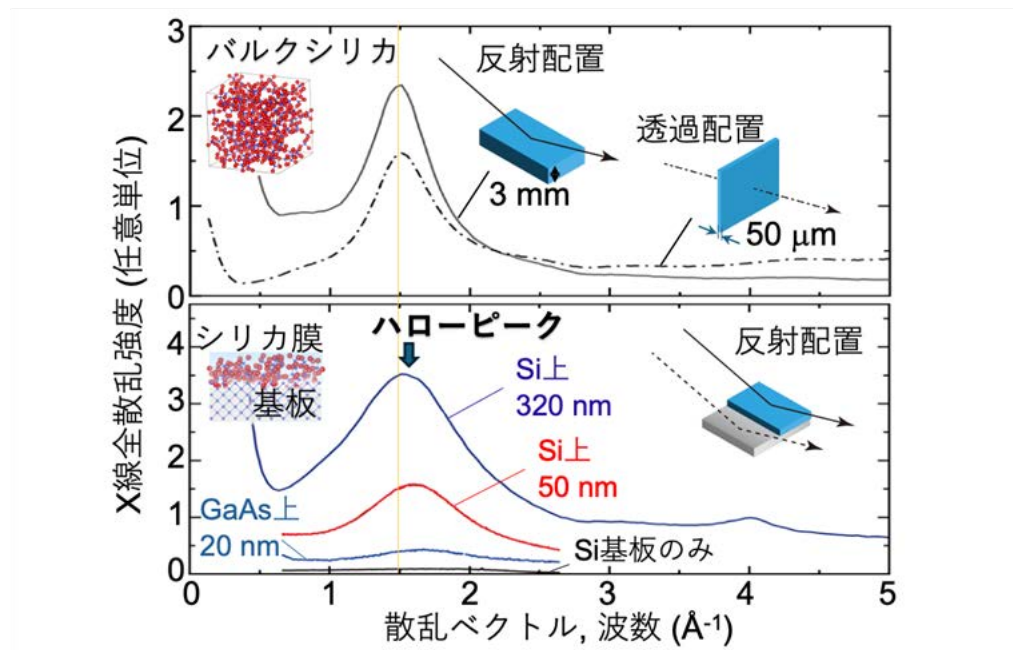 X線全散乱強度 (任意単位)
3
2
1
0
バルクシリカ
反射配置
3 mm
透過配置
50 μm
4
3
2
1
0
シリカ膜
基板
ハローピーク
反射配置
Si上
320 nm
Si上
50 nm
GaAs上
20 nm
Si基板のみ
0 1 2 3 4 5
散乱ベクトル, 波数 (Å-1)